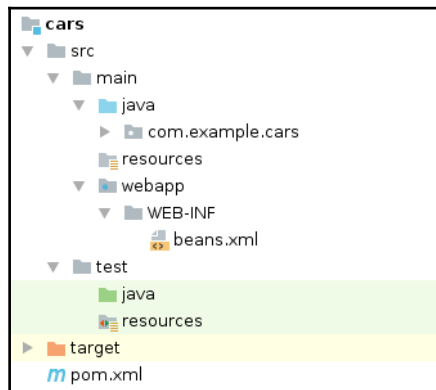 cars
src
main
java
com.example.cars
resources
webapp
WEB-INF
beans.xml
test
java
resources
target
m pom.xml